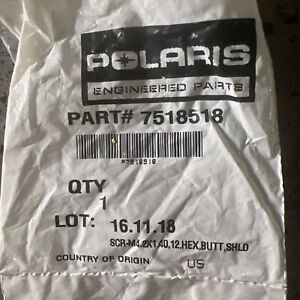 POLARIS
ENGINEERED PARTS
PART# 7518518
P7518518
QTY
1
LOT: 16.11.18
SCR-M4.2X1.40,12,HEX,BUTT,SHLD
COUNTRY OF ORIGIN US